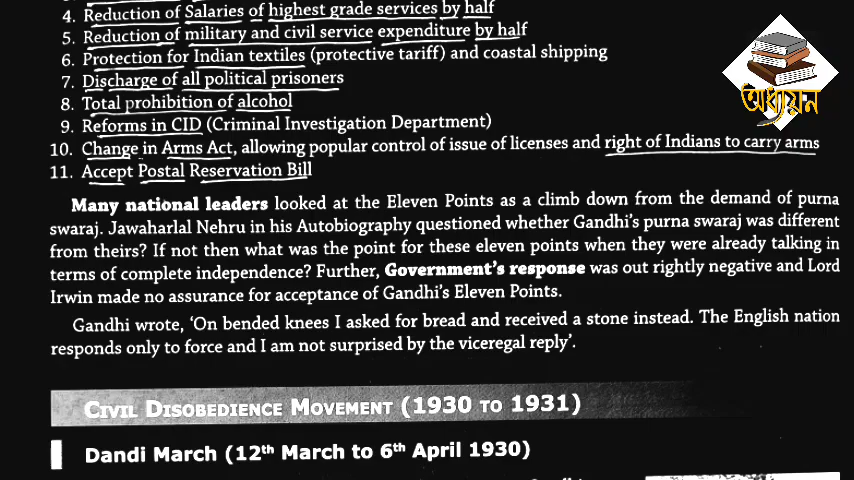 4. Reduction of Salaries of highest grade services by half
5. Reduction of military and civil service expenditure by half
6. Protection for Indian textiles (protective tariff) and coastal shipping
7. Discharge of all political prisoners
8. Total prohibition of alcohol
9. Reforms in CID (Criminal Investigation Department)
10. Change in Arms Act, allowing popular control of issue of licenses and right of Indians to carry arms
11. Accept Postal Reservation Bill
Many national leaders looked at the Eleven Points as a climb down from the demand of purna
swaraj. Jawaharlal Nehru in his Autobiography questioned whether Gandhi's purna swaraj was different
from theirs? If not then what was the point for these eleven points when they were already talking in
terms of complete independence? Further, Government's response was out rightly negative and Lord
Irwin made no assurance for acceptance of Gandhi's Eleven Points.
Gandhi wrote, 'On bended knees I asked for bread and received a stone instead. The English nation
responds only to force and I am not surprised by the viceregal reply'.
CIVIL DISOBEDIENCE MOVEMENT (1930 TO 1931)
Dandi March (12th March to 6th April 1930)
অধ্যয়ন